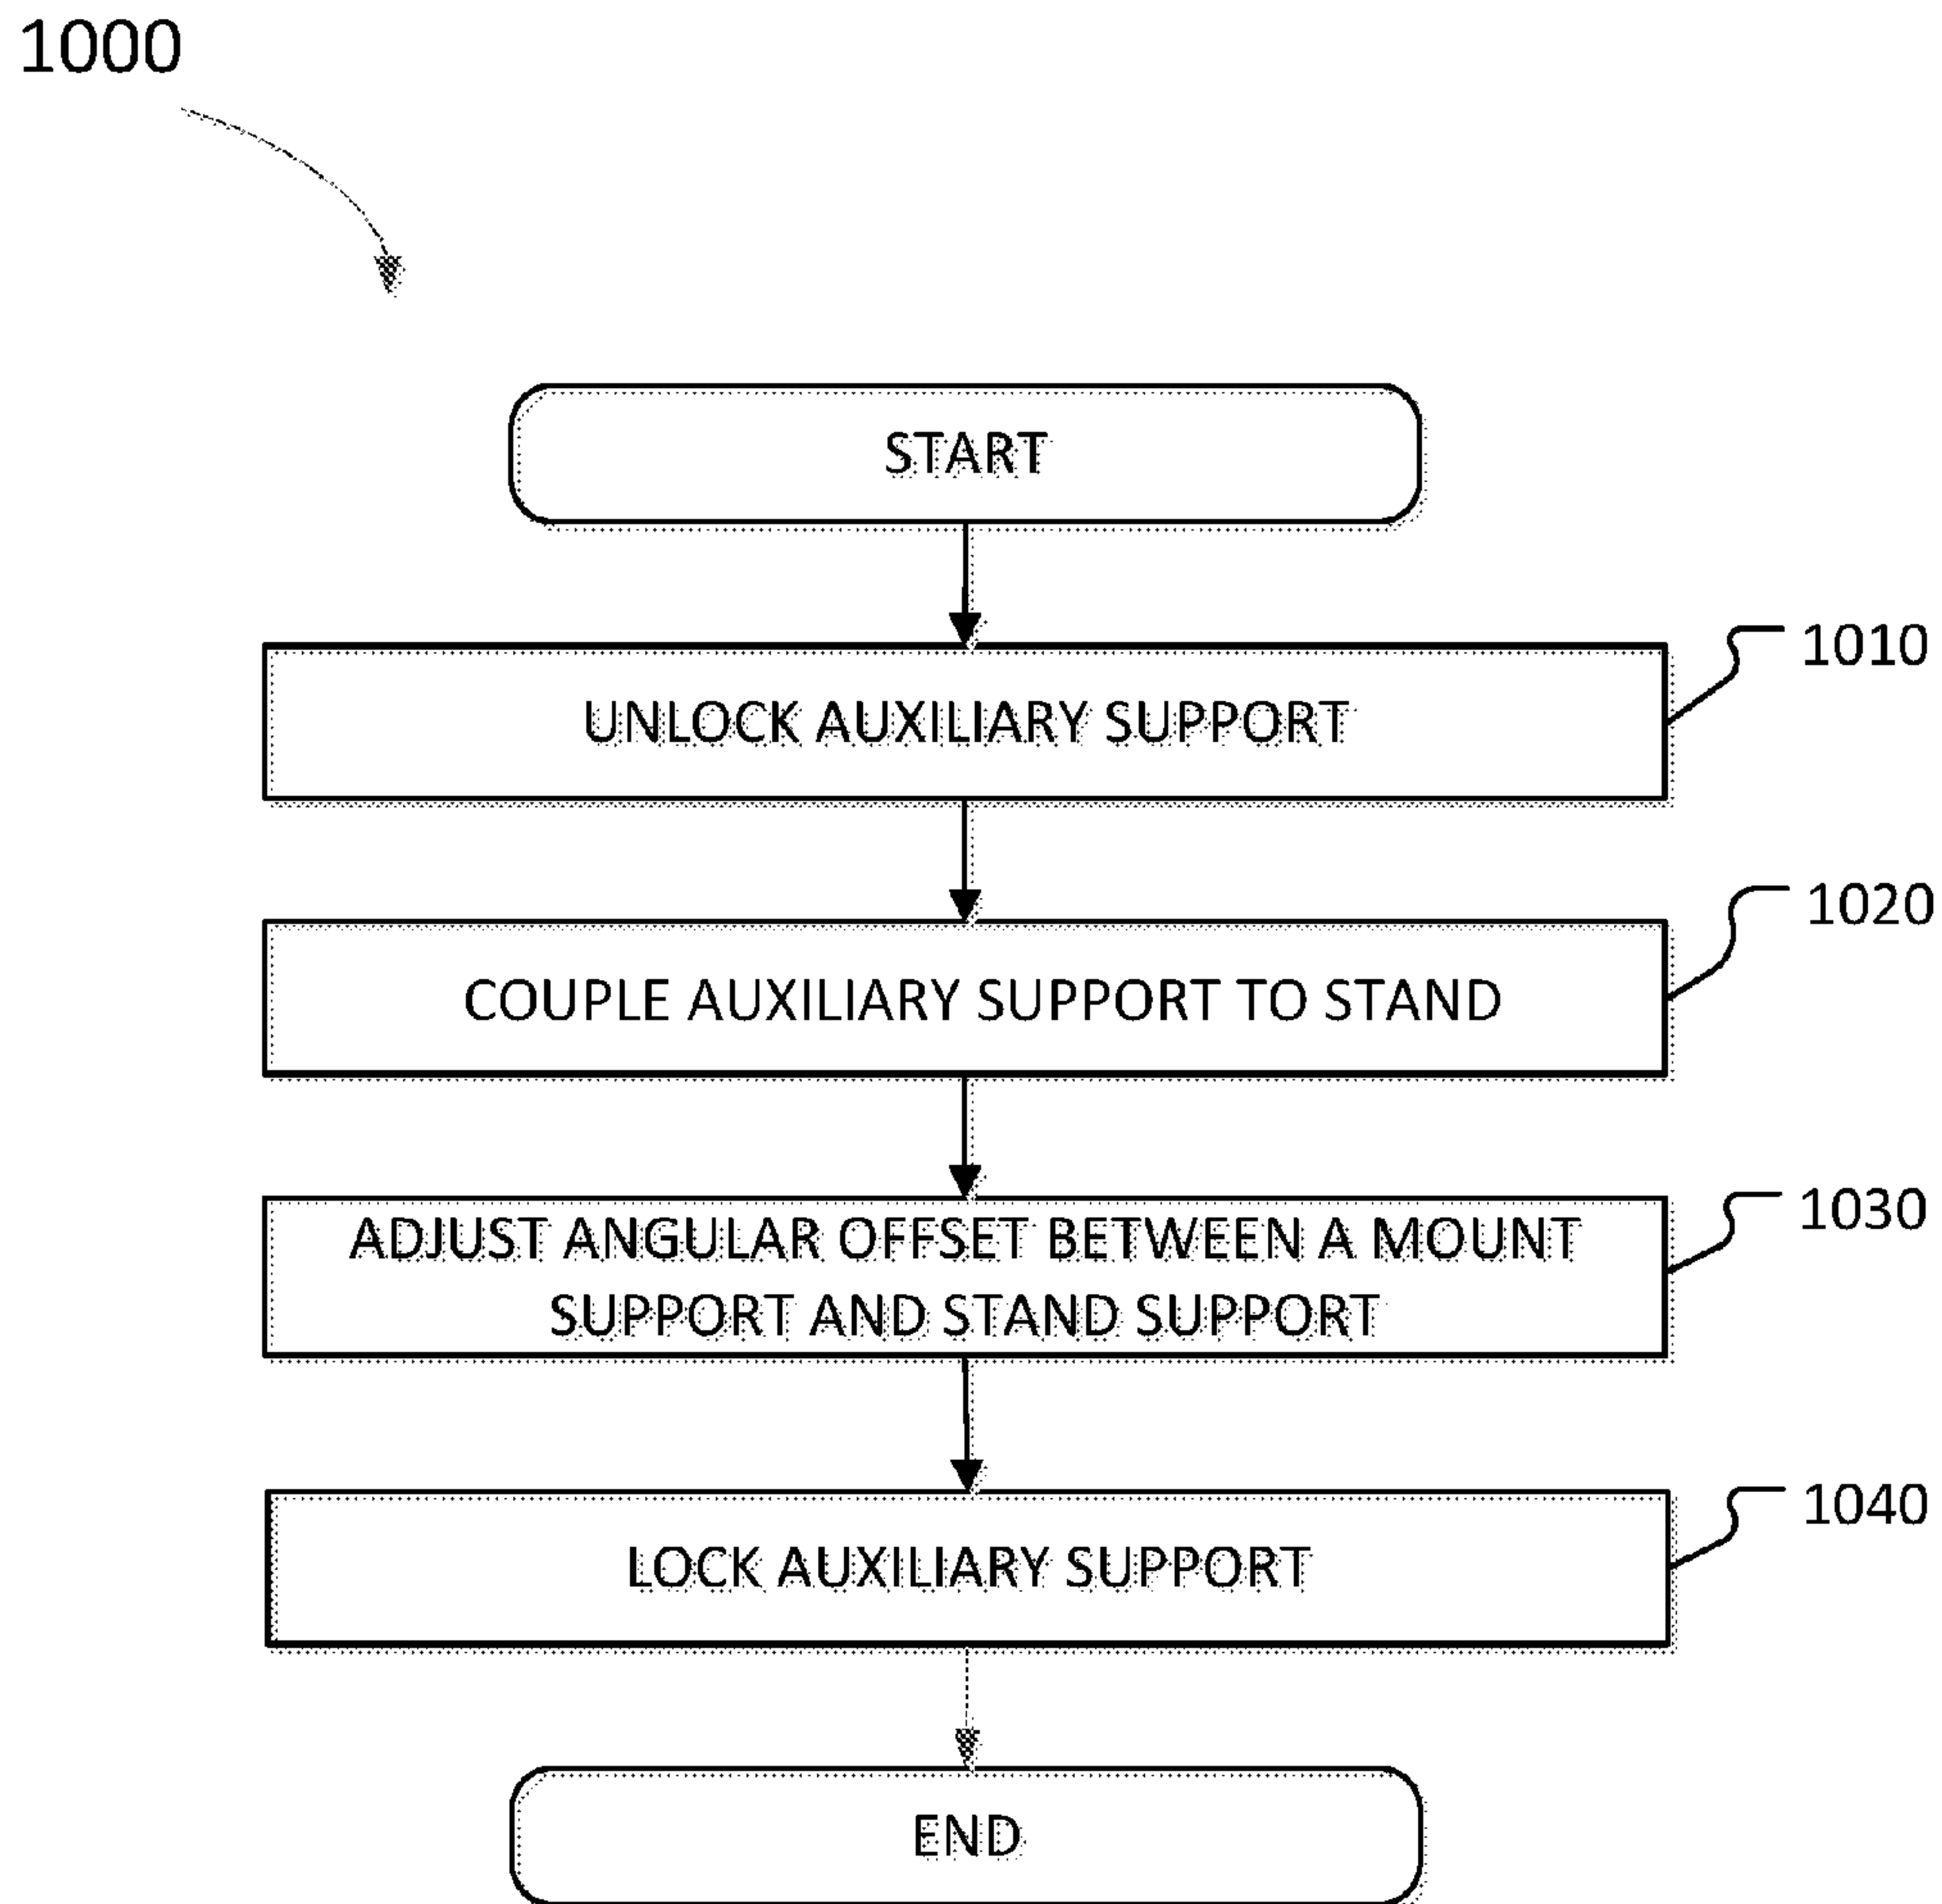 1000
START
UNLOCK AUXILIARY SUPPORT
1010
COUPLE AUXILIARY SUPPORT TO STAND
1020
ADJUST ANGULAR OFFSET BETWEEN A MOUNT
SUPPORT AND STAND SUPPORT
1030
LOCK AUXILIARY SUPPORT
1040
END